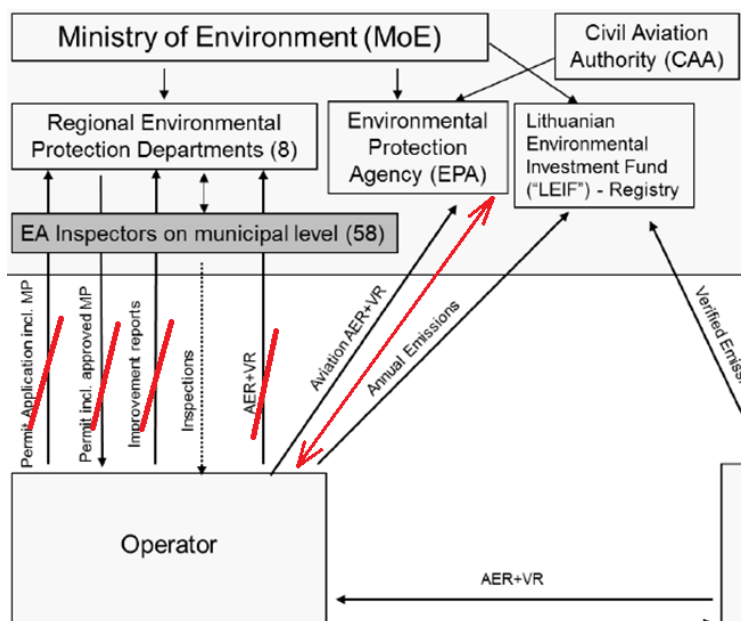 Ministry of Environment (MoE)
Civil Aviation
Authority (CAA)
Regional Environmental
Protection Departments (8)
Environmental
Protection
Agency (EPA)
Lithuanian
Environmental
Investment Fund
("LEIF") - Registry
EA Inspectors on municipal level (58)
Permit Application incl. MP
Permit incl. approved MP
Improvement reports
Inspections
AER+VR
Aviation AER+VR
Annual Emissions
Verified Emiss
Operator
AER+VR